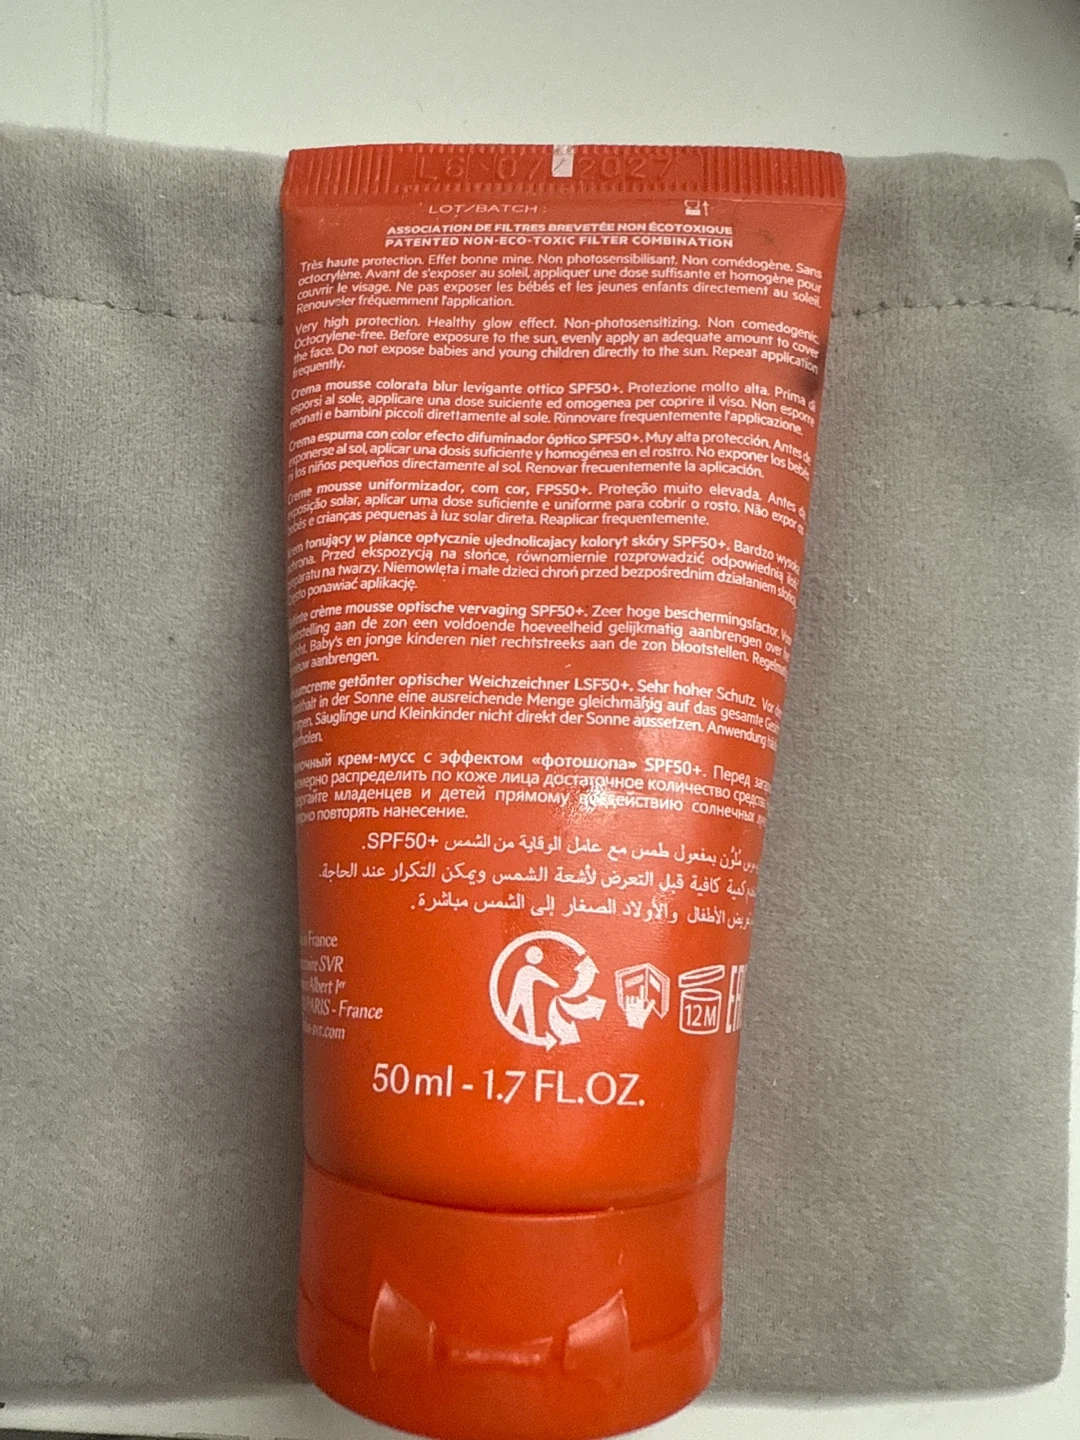 07 2027
LOT/BATCH :
ASSOCIATION DE FILTRES BREVETÉE NON ÉCOTOXIQUE
PATENTED NON-ECO-TOXIC FILTER COMBINATION
Très haute protection. Effet bonne mine. Non photosensibilisant. Non comédogène. Sans
octocrylène. Avant de s'exposer au soleil, appliquer une dose suffisante et homogène pour
couvrir le visage. Ne pas exposer les bébés et les jeunes enfants directement au soleil.
Renouveler fréquemment l'application.
Very high protection. Healthy glow effect. Non-photosensitizing. Non comedogenic.
Octocrylene-free. Before exposure to the sun, evenly apply an adequate amount to cover
the face. Do not expose babies and young children directly to the sun. Repeat application
frequently.
Crema mousse colorata blur levigante ottico SPF50+. Protezione molto alta. Prima di
esporsi al sole, applicare una dose suiciente ed omogenea per coprire il viso. Non esporre
neonati e bambini piccoli direttamente al sole. Rinnovare frequentemente l'applicazione.
Crema espuma con color efecto difuminador óptico SPF50+. Muy alta protección. Antes de
exponerse al sol, aplicar una dosis suficiente y homogénea en el rostro. No exponer los bebés
ni los niños pequeños directamente al sol. Renovar frecuentemente la aplicación.
Creme mousse uniformizador, com cor, FPS50+. Proteção muito elevada. Antes da
exposição solar, aplicar uma dose suficiente e uniforme para cobrir o rosto. Não expor os
bebés e crianças pequenas à luz solar direta. Reaplicar frequentemente.
tonujący w piance optycznie ujednolicajacy koloryt skóry SPF50+. Bardzo wysoka
ochrona. Przed ekspozycją na słońce, równomiernie rozprowadzić odpowiednią ilość
preparatu na twarzy. Niemowlęta i małe dzieci chroń przed bezpośrednim działaniem słońca.
Często ponawiać aplikację.
crème mousse optische vervaging SPF50+. Zeer hoge beschermingsfactor. Voor
blootstelling aan de zon een voldoende hoeveelheid gelijkmatig aanbrengen over het
Baby's en jonge kinderen niet rechtstreeks aan de zon blootstellen. Regelmatig
aanbrengen.
getönter optischer Weichzeichner LSF50+. Sehr hoher Schutz. Vor dem
in der Sonne eine ausreichende Menge gleichmäßig auf das gesamte
Säuglinge und Kleinkinder nicht direkt der Sonne aussetzen. Anwendung
крем-мусс с эффектом «фотошопа» SPF50+. Перед
распределить по коже лица достаточное количество
младенцев и детей прямому воздействию солнечных
повторять нанесение.
مُلَوَّن بمفعول طمس مع عامل الوقاية من الشمس SPF50+.
كمية كافية قبل التعرض لأشعة الشمس ويمكن التكرار عند الحاجة.
الأطفال والأولاد الصغار إلى الشمس مباشرة.
France
SVR
Albert 1er
PARIS - France
12 M
50 ml - 1.7 FL.OZ.